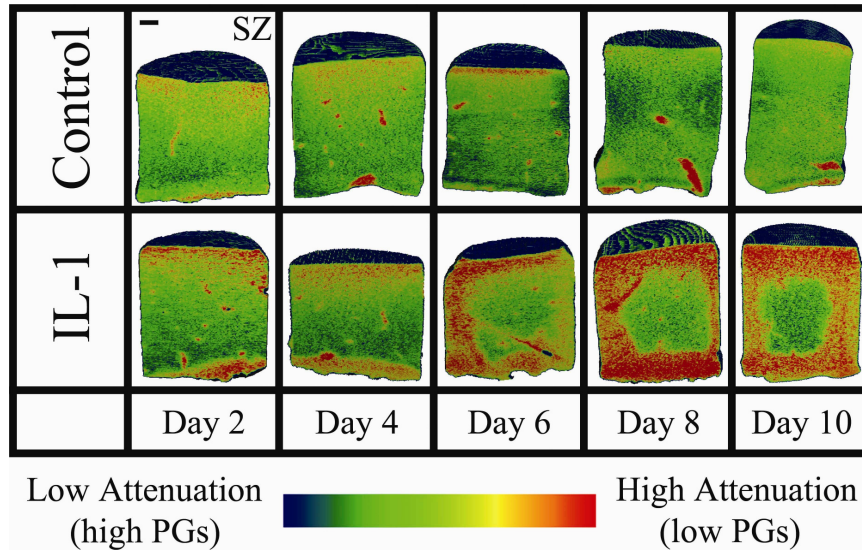 Control
SZ
IL-1
Day 2
Day 4
Day 6
Day 8
Day 10
Low Attenuation
(high PGs)
High Attenuation
(low PGs)